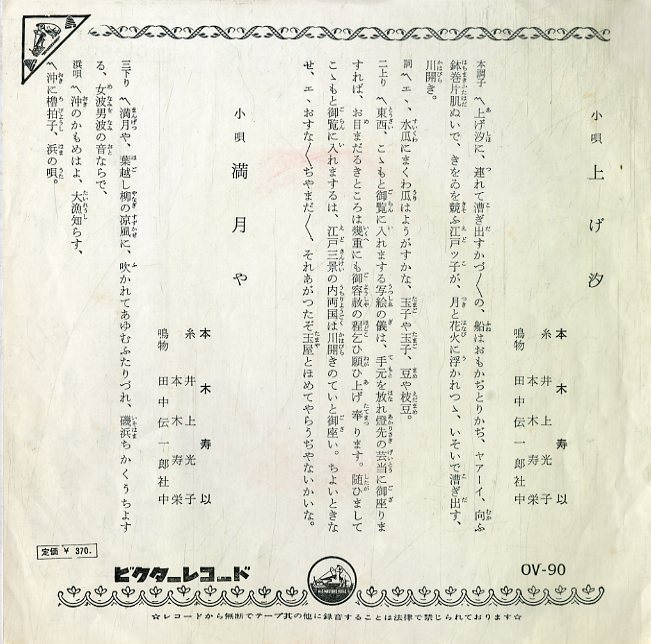 小唄 上げ汐
本木寿以
糸 井上光子
本木寿栄
鳴物 田中伝一郎社中
本調子 〽上げ汐に、連れて漕ぎ出すかづ〳〵の、船はおもかぢとりかぢ、ヤアーイ、向ふ
鉢巻片肌ぬいで、きをゐを競ふ江戸ッ子が、月と花火に浮かれつゝ、いそいで漕ぎ出す、
川開き。
詞〽エヽ、水瓜にまくわ瓜はようがすかな、玉子や玉子、豆や枝豆。
二上り〽東西、こゝもと御覧に入れまする写絵の儀は、手元を放れ燈先の芸当に御座りま
すれば、お目まだるきところは幾重にも御容赦の程乞ひ願ひ上げ奉ります。随ひまして
こゝもと御覧に入れまするは、江戸三景の内両国は川開きのていと御座い。ちよいときな
せ、エ、おすな〳〵ぢやまだ〳〵、それあがつたぞ玉屋とほめてやらうぢやないかいな。
小唄 満月や
本木寿以
糸 井上光子
本木寿栄
鳴物 田中伝一郎社中
三下り 〽満月や、葉越し柳の涼風に、吹かれてあゆむふたりづれ、磯浜ちかくうちよす
る、女波男波の音ならで、
浜唄 〽沖のかもめはよ、大漁知らす、
〽沖に櫓拍子、浜の唄。
定価 ¥ 370.
ビクターレコード
"HIS MASTER'S VOICE"
OV-90
☆レコードから無断でテープ其の他に録音することは法律で禁じられております☆